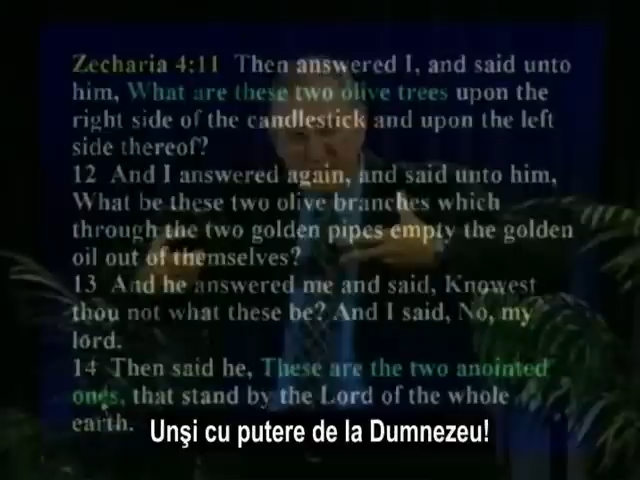 Zecharia 4:11 Then answered I, and said unto
him, What are these two olive trees upon the
right side of the candlestick and upon the left
side thereof?
12 And I answered again, and said unto him,
What be these two olive branches which
through the two golden pipes empty the golden
oil out of themselves?
13 And he answered me and said, Knowest
thou not what these be? And I said, No, my
lord.
14 Then said he, These are the two anointed
ones, that stand by the Lord of the whole
earth.
Unşi cu putere de la Dumnezeu!